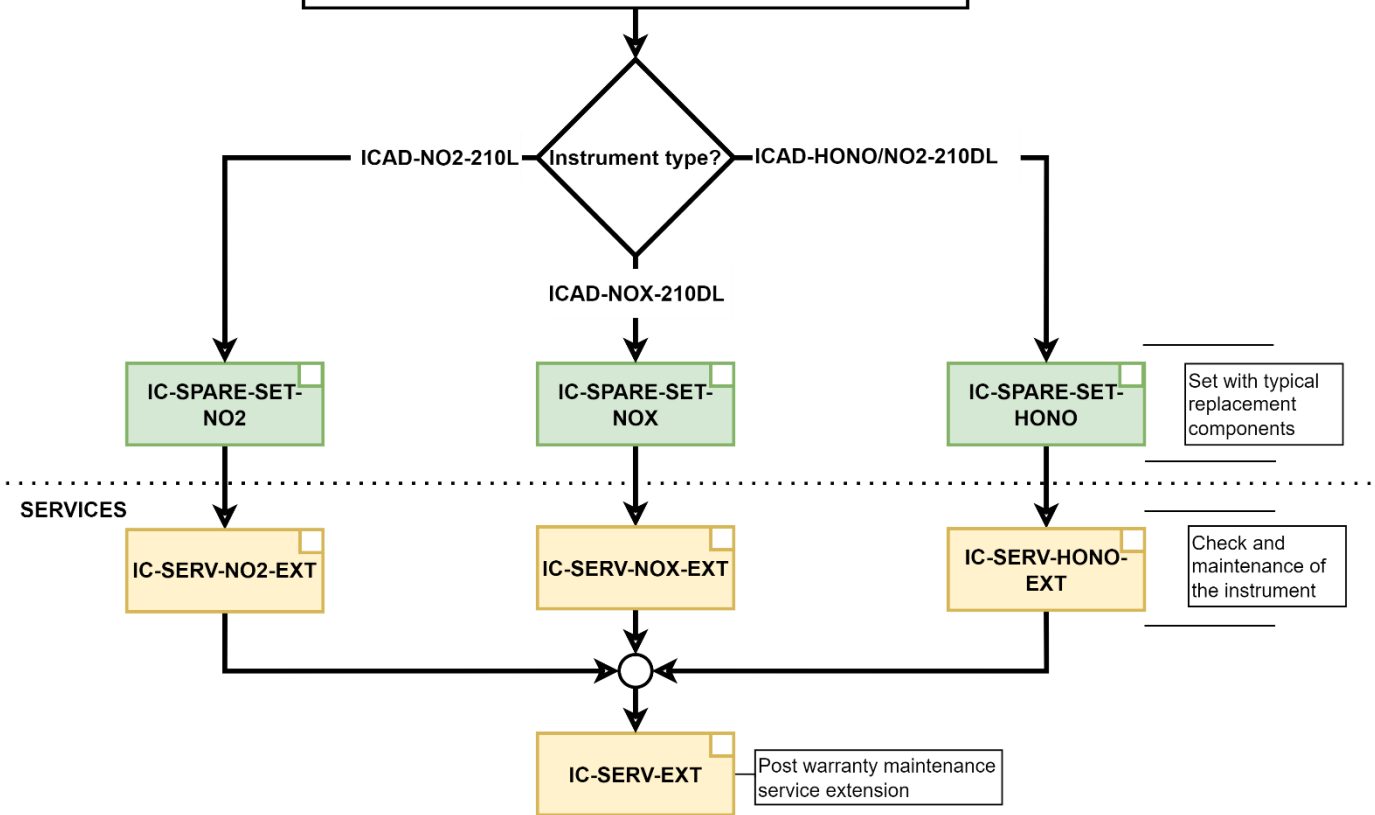 ICAD-NO2-210L
Instrument type?
ICAD-HONO/NO2-210DL
ICAD-NOX-210DL
IC-SPARE-SET-
NO2
IC-SPARE-SET-
NOX
IC-SPARE-SET-
HONO
Set with typical
replacement
components
SERVICES
IC-SERV-NO2-EXT
IC-SERV-NOX-EXT
IC-SERV-HONO-
EXT
Check and
maintenance of
the instrument
IC-SERV-EXT
Post warranty maintenance
service extension